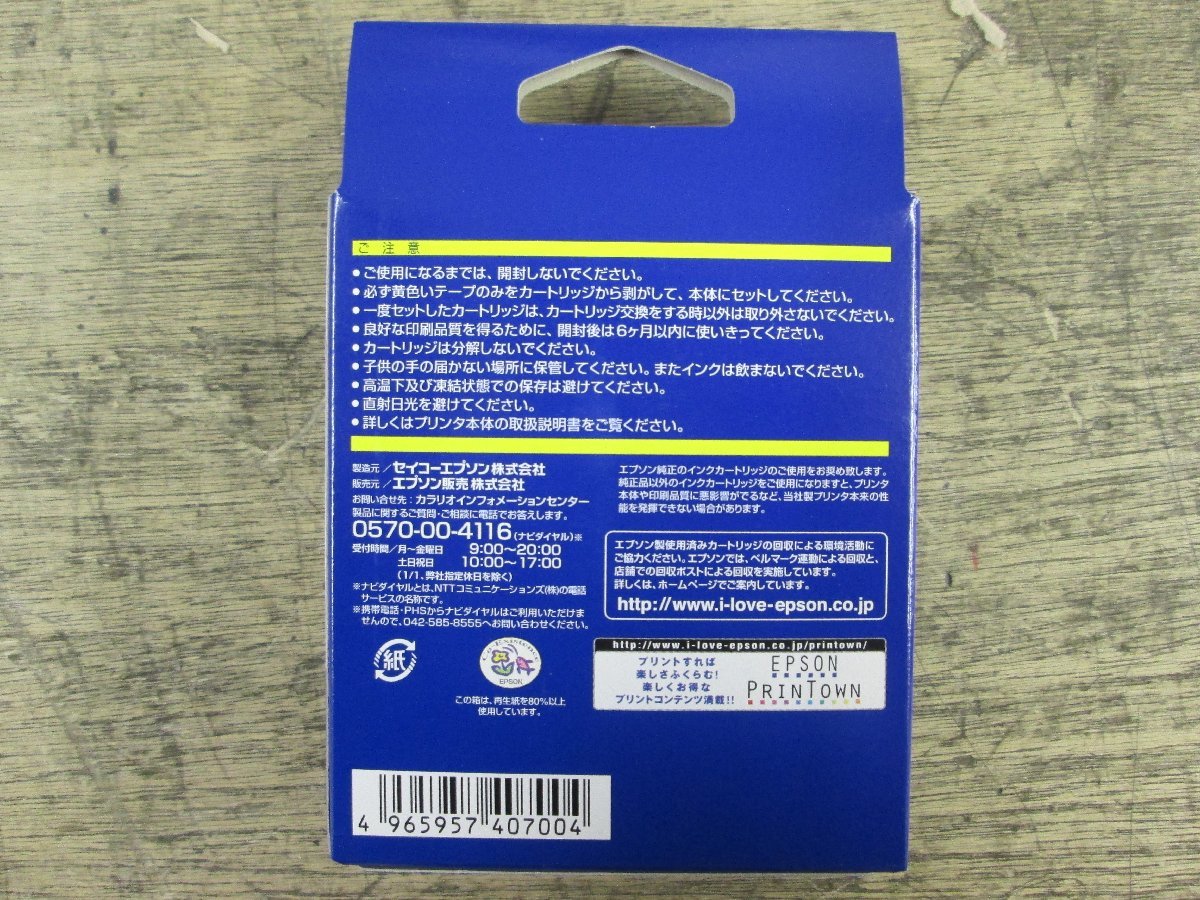 ご注意
●ご使用になるまでは、開封しないでください。
●必ず黄色いテープのみをカートリッジから剥がして、本体にセットしてください。
●一度セットしたカートリッジは、カートリッジ交換をする時以外は取り外さないでください。
●良好な印刷品質を得るために、開封後は6ヶ月以内に使いきってください。
●カートリッジは分解しないでください。
●子供の手の届かない場所に保管してください。またインクは飲まないでください。
●高温下及び凍結状態での保存は避けてください。
●直射日光を避けてください。
●詳しくはプリンタ本体の取扱説明書をご覧ください。
製造元/セイコーエプソン株式会社
販売元/エプソン販売株式会社
お問い合せ先:カラリオインフォメーションセンター
製品に関するご質問・ご相談に電話でお答えします。
0570-00-4116(ナビダイヤル)※
受付時間/月~金曜日 9:00~20:00
土日祝日 10:00~17:00
(1/1、弊社指定休日を除く)
※ナビダイヤルとは、NTTコミュニケーションズ(株)の電話
サービスの名称です。
※携帯電話・PHSからナビダイヤルはご利用いただけま
せんので、042-585-8555へお問い合わせください。
エプソン純正のインクカートリッジのご使用をお奨め致します。
純正品以外のインクカートリッジをご使用になりますと、プリンタ
本体や印刷品質に悪影響がでるなど、当社製プリンタ本来の性
能を発揮できない場合があります。
エプソン製使用済みカートリッジの回収による環境活動に
ご協力ください。エプソンでは、ベルマーク運動による回収と、
店舗での回収ポストによる回収を実施しています。
詳しくは、ホームページでご案内しています。
http://www.i-love-epson.co.jp
紙
EPSON
この箱は、再生紙を80%以上
使用しています。
http://www.i-love-epson.co.jp/printown/
プリントすれば
楽しさふくらむ!
楽しくお得な
プリントコンテンツ満載!!
EPSON
PRINTOWN
4 965957 407004